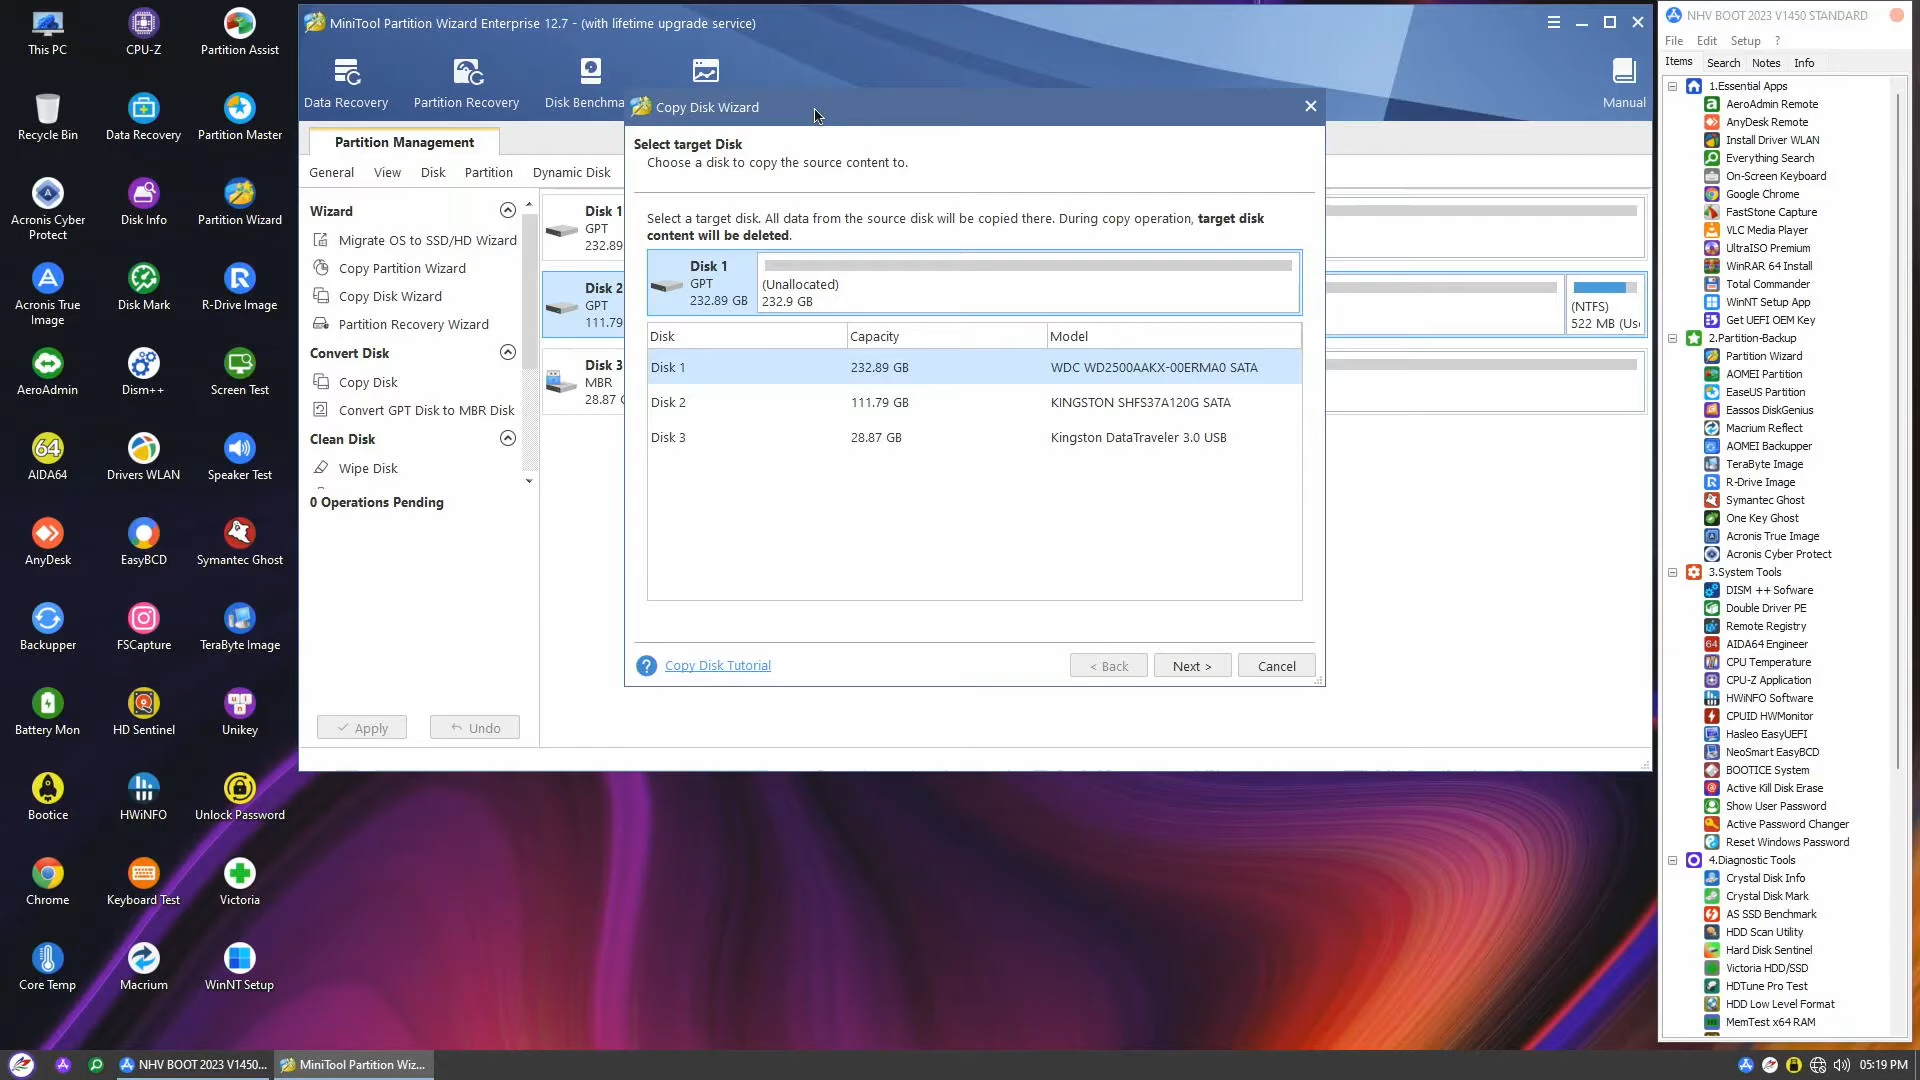 This PC
CPU-Z
Partition Assist
Recycle Bin
Data Recovery
Partition Master
Acronis Cyber
Protect
Disk Info
Partition Wizard
Acronis True
Image
Disk Mark
R-Drive Image
AeroAdmin
Dism++
Screen Test
64
AIDA64
Drivers WLAN
Speaker Test
AnyDesk
EasyBCD
Symantec Ghost
Backupper
FSCapture
TeraByte Image
Battery Mon
HD Sentinel
Unikey
Bootice
HWiNFO
Unlock Password
Chrome
Keyboard Test
Victoria
Core Temp
Macrium
WinNT Setup
MiniTool Partition Wizard Enterprise 12.7 - (with lifetime upgrade service)
Data Recovery
Partition Recovery
Disk Benchma
Manual
Partition Management
General View Disk Partition Dynamic Disk
Wizard
Migrate OS to SSD/HD Wizard
Copy Partition Wizard
Copy Disk Wizard
Partition Recovery Wizard
Convert Disk
Copy Disk
Convert GPT Disk to MBR Disk
Clean Disk
Wipe Disk
0 Operations Pending
Apply
Undo
Disk 1
GPT
232.89
Disk 2
GPT
111.79
Disk 3
MBR
28.87
(NTFS)
522 MB (Us
Copy Disk Wizard
Select target Disk
Choose a disk to copy the source content to.
Select a target disk. All data from the source disk will be copied there. During copy operation, target disk
content will be deleted.
Disk 1
GPT
232.89 GB
(Unallocated)
232.9 GB
Disk Capacity Model
Disk 1 232.89 GB WDC WD2500AAKX-00ERMA0 SATA
Disk 2 111.79 GB KINGSTON SHFS37A120G SATA
Disk 3 28.87 GB Kingston DataTraveler 3.0 USB
? Copy Disk Tutorial
< Back
Next >
Cancel
NHV BOOT 2023 V1450 STANDARD
File Edit Setup ?
Items Search Notes Info
1.Essential Apps
AeroAdmin Remote
AnyDesk Remote
Install Driver WLAN
Everything Search
On-Screen Keyboard
Google Chrome
FastStone Capture
VLC Media Player
UltraISO Premium
WinRAR 64 Install
Total Commander
WinNT Setup App
Get UEFI OEM Key
2.Partition-Backup
Partition Wizard
AOMEI Partition
EaseUS Partition
Eassos DiskGenius
Macrium Reflect
AOMEI Backupper
TeraByte Image
R-Drive Image
Symantec Ghost
One Key Ghost
Acronis True Image
Acronis Cyber Protect
3.System Tools
DISM ++ Sofware
Double Driver PE
Remote Registry
AIDA64 Engineer
CPU Temperature
CPU-Z Application
HWiNFO Software
CPUID HWMonitor
Hasleo EasyUEFI
NeoSmart EasyBCD
BOOTICE System
Active Kill Disk Erase
Show User Password
Active Password Changer
Reset Windows Password
4.Diagnostic Tools
Crystal Disk Info
Crystal Disk Mark
AS SSD Benchmark
HDD Scan Utility
Hard Disk Sentinel
Victoria HDD/SSD
HDTune Pro Test
HDD Low Level Format
MemTest x64 RAM
NHV BOOT 2023 V1450...
MiniTool Partition Wiz...
05:19 PM